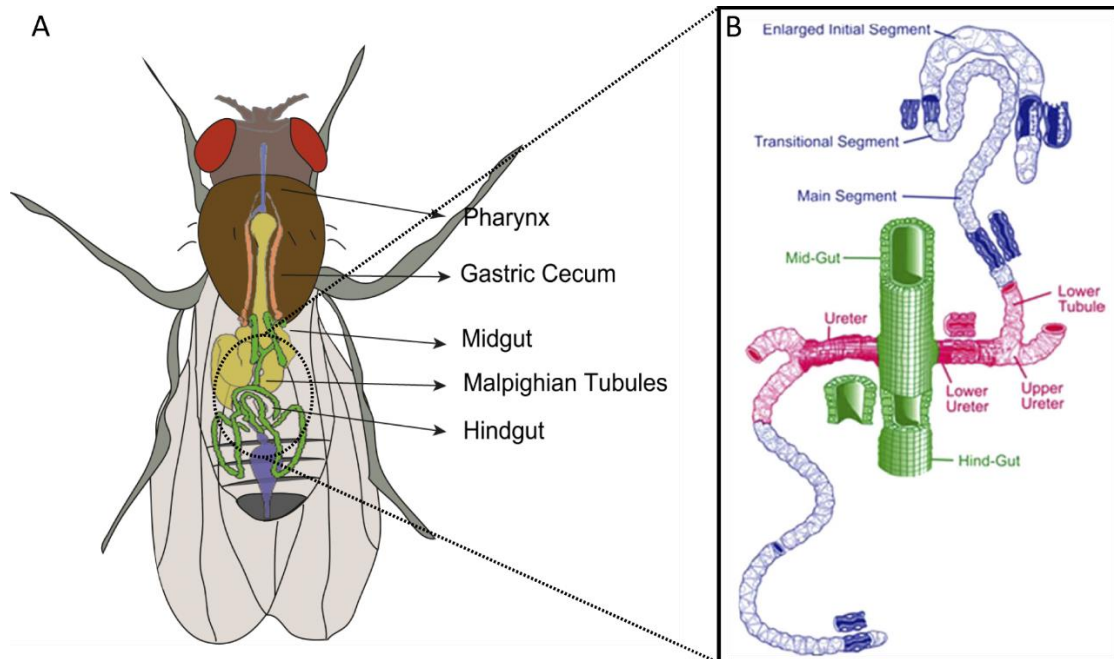 A
Pharynx
Gastric Cecum
Midgut
Malpighian Tubules
Hindgut
B
Enlarged Initial Segment
Transitional Segment
Main Segment
Mid-Gut
Lower
Tubule
Ureter
Lower
Ureter
Upper
Ureter
Hind-Gut